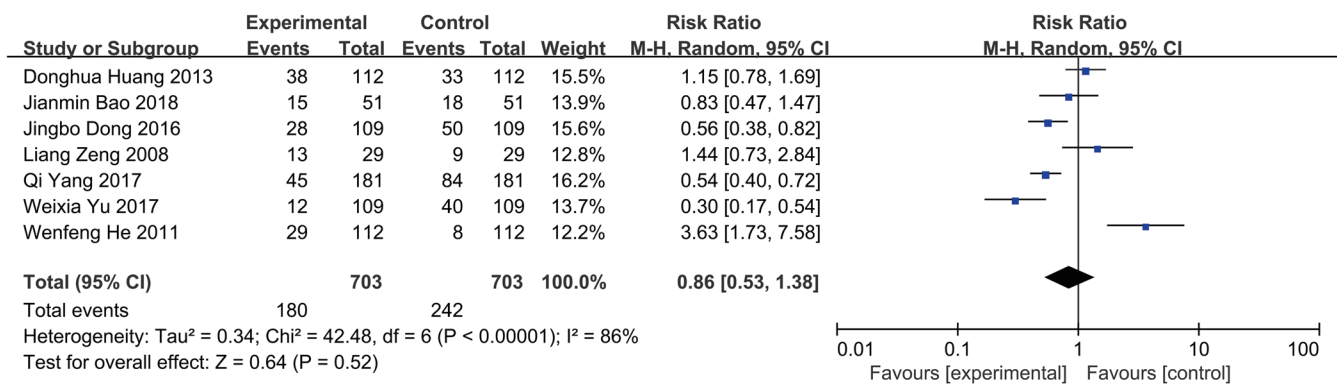 Experimental Control Risk Ratio Risk Ratio
Study or Subgroup Events Total Events Total Weight M-H, Random, 95% CI M-H, Random, 95% CI
Donghua Huang 2013 38 112 33 112 15.5% 1.15 [0.78, 1.69]
Jianmin Bao 2018 15 51 18 51 13.9% 0.83 [0.47, 1.47]
Jingbo Dong 2016 28 109 50 109 15.6% 0.56 [0.38, 0.82]
Liang Zeng 2008 13 29 9 29 12.8% 1.44 [0.73, 2.84]
Qi Yang 2017 45 181 84 181 16.2% 0.54 [0.40, 0.72]
Weixia Yu 2017 12 109 40 109 13.7% 0.30 [0.17, 0.54]
Wenfeng He 2011 29 112 8 112 12.2% 3.63 [1.73, 7.58]
Total (95% CI) 703 703 100.0% 0.86 [0.53, 1.38]
Total events 180 242
Heterogeneity: Tau² = 0.34; Chi² = 42.48, df = 6 (P < 0.00001); I² = 86%
Test for overall effect: Z = 0.64 (P = 0.52)
0.01 0.1 1 10 100
Favours [experimental] Favours [control]